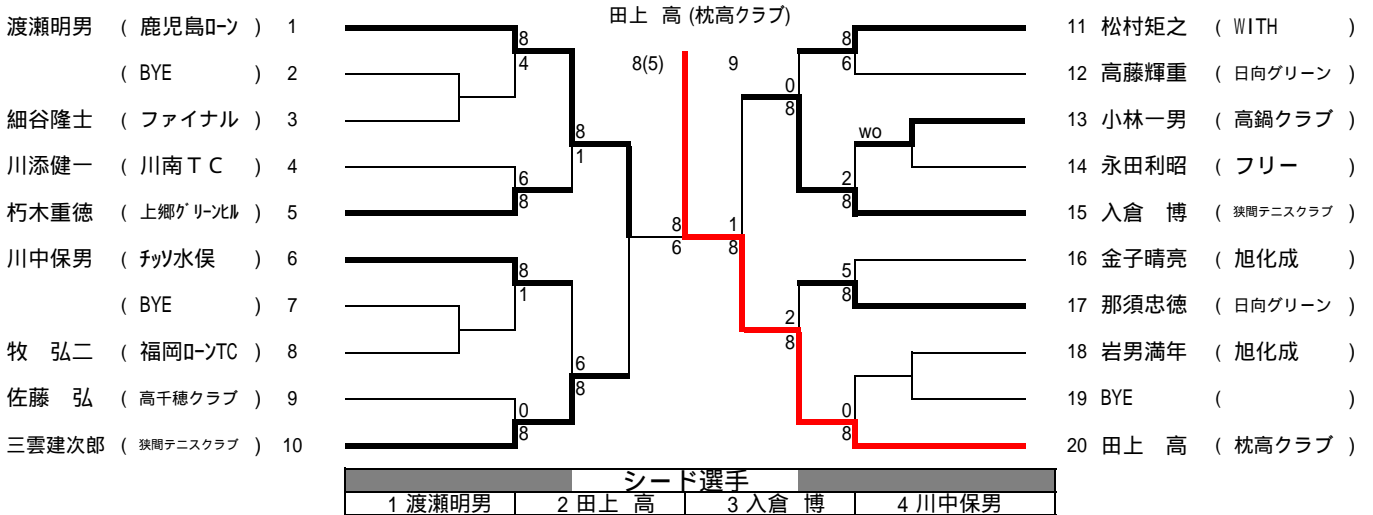 田上 高 (枕高クラブ)
8(5) 9
渡瀬明男 ( 鹿児島ﾛｰﾝ ) 1
( BYE ) 2
細谷隆士 ( ファイナル ) 3
川添健一 ( 川南TC ) 4
朽木重徳 ( 上郷ｸﾞﾘｰﾝﾋﾙ ) 5
川中保男 ( ﾁｯｿ水俣 ) 6
( BYE ) 7
牧 弘二 ( 福岡ﾛｰﾝTC ) 8
佐藤 弘 ( 高千穂クラブ ) 9
三雲建次郎 ( 狭間テニスクラブ ) 10
8
4
6
8
8
1
0
8
8
1
6
8
8
6
1
8
0
8
2
8
8
6
wo
2
8
5
8
0
8
11 松村矩之 ( WITH )
12 高藤輝重 ( 日向グリーン )
13 小林一男 ( 高鍋クラブ )
14 永田利昭 ( フリー )
15 入倉 博 ( 狭間テニスクラブ )
16 金子晴亮 ( 旭化成 )
17 那須忠徳 ( 日向グリーン )
18 岩男満年 ( 旭化成 )
19 BYE ( )
20 田上 高 ( 枕高クラブ )
シード選手
1 渡瀬明男 2 田上 高 3 入倉 博 4 川中保男